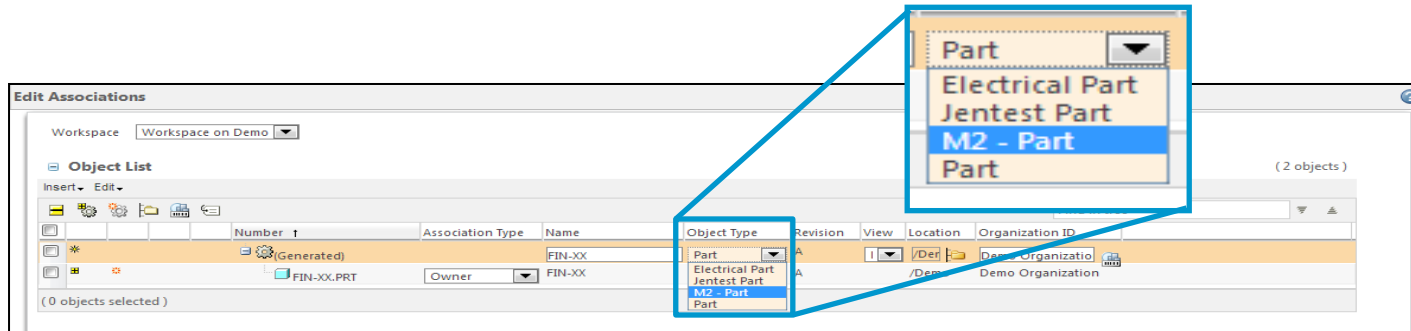 Part
Electrical Part
Jentest Part
M2 - Part
Part
Edit Associations
Workspace Workspace on Demo
Object List (2 objects)
Insert Edit
Number Association Type Name Object Type Revision View Location Organization ID
(Generated) FIN-XX Part A I /Der Demo Organizatio
FIN-XX.PRT Owner FIN-XX A /Demo Demo Organization
Electrical Part
Jentest Part
M2 - Part
Part
(0 objects selected)